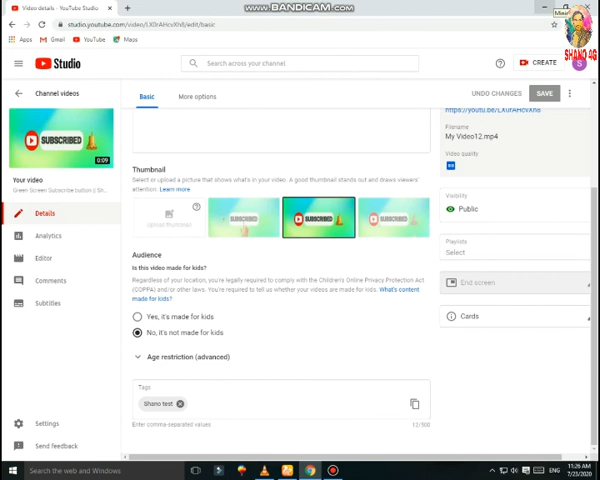 Video details - YouTube Studio
WWW.BANDICAM.COM
studio.youtube.com/video/LX0rAHcvXh8/edit/basic
Apps
Gmail
YouTube
Maps
SHANO 4G
Studio
Search across your channel
CREATE
S
Channel videos
Basic
More options
UNDO CHANGES
SAVE
SUBSCRIBED
0:09
https://youtu.be/LX0rAHcvXh8
Filename
My Video12.mp4
Video quality
Thumbnail
Select or upload a picture that shows what's in your video. A good thumbnail stands out and draws viewers'
attention. Learn more
Your video
Green Screen Subscribe button | Sh...
Upload thumbnail
SUBSCRIBED
SUBSCRIBED
SUBSCRIBED
Visibility
Public
Details
Analytics
Editor
Comments
Subtitles
Playlists
Select
Audience
Is this video made for kids?
Regardless of your location, you're legally required to comply with the Children's Online Privacy Protection Act
(COPPA) and/or other laws. You're required to tell us whether your videos are made for kids. What's content
made for kids?
End screen
Cards
Yes, it's made for kids
No, it's not made for kids
Age restriction (advanced)
Tags
Shano test
Enter comma-separated values
12/500
Settings
Send feedback
Search the web and Windows
ENG
11:26 AM
7/23/2020